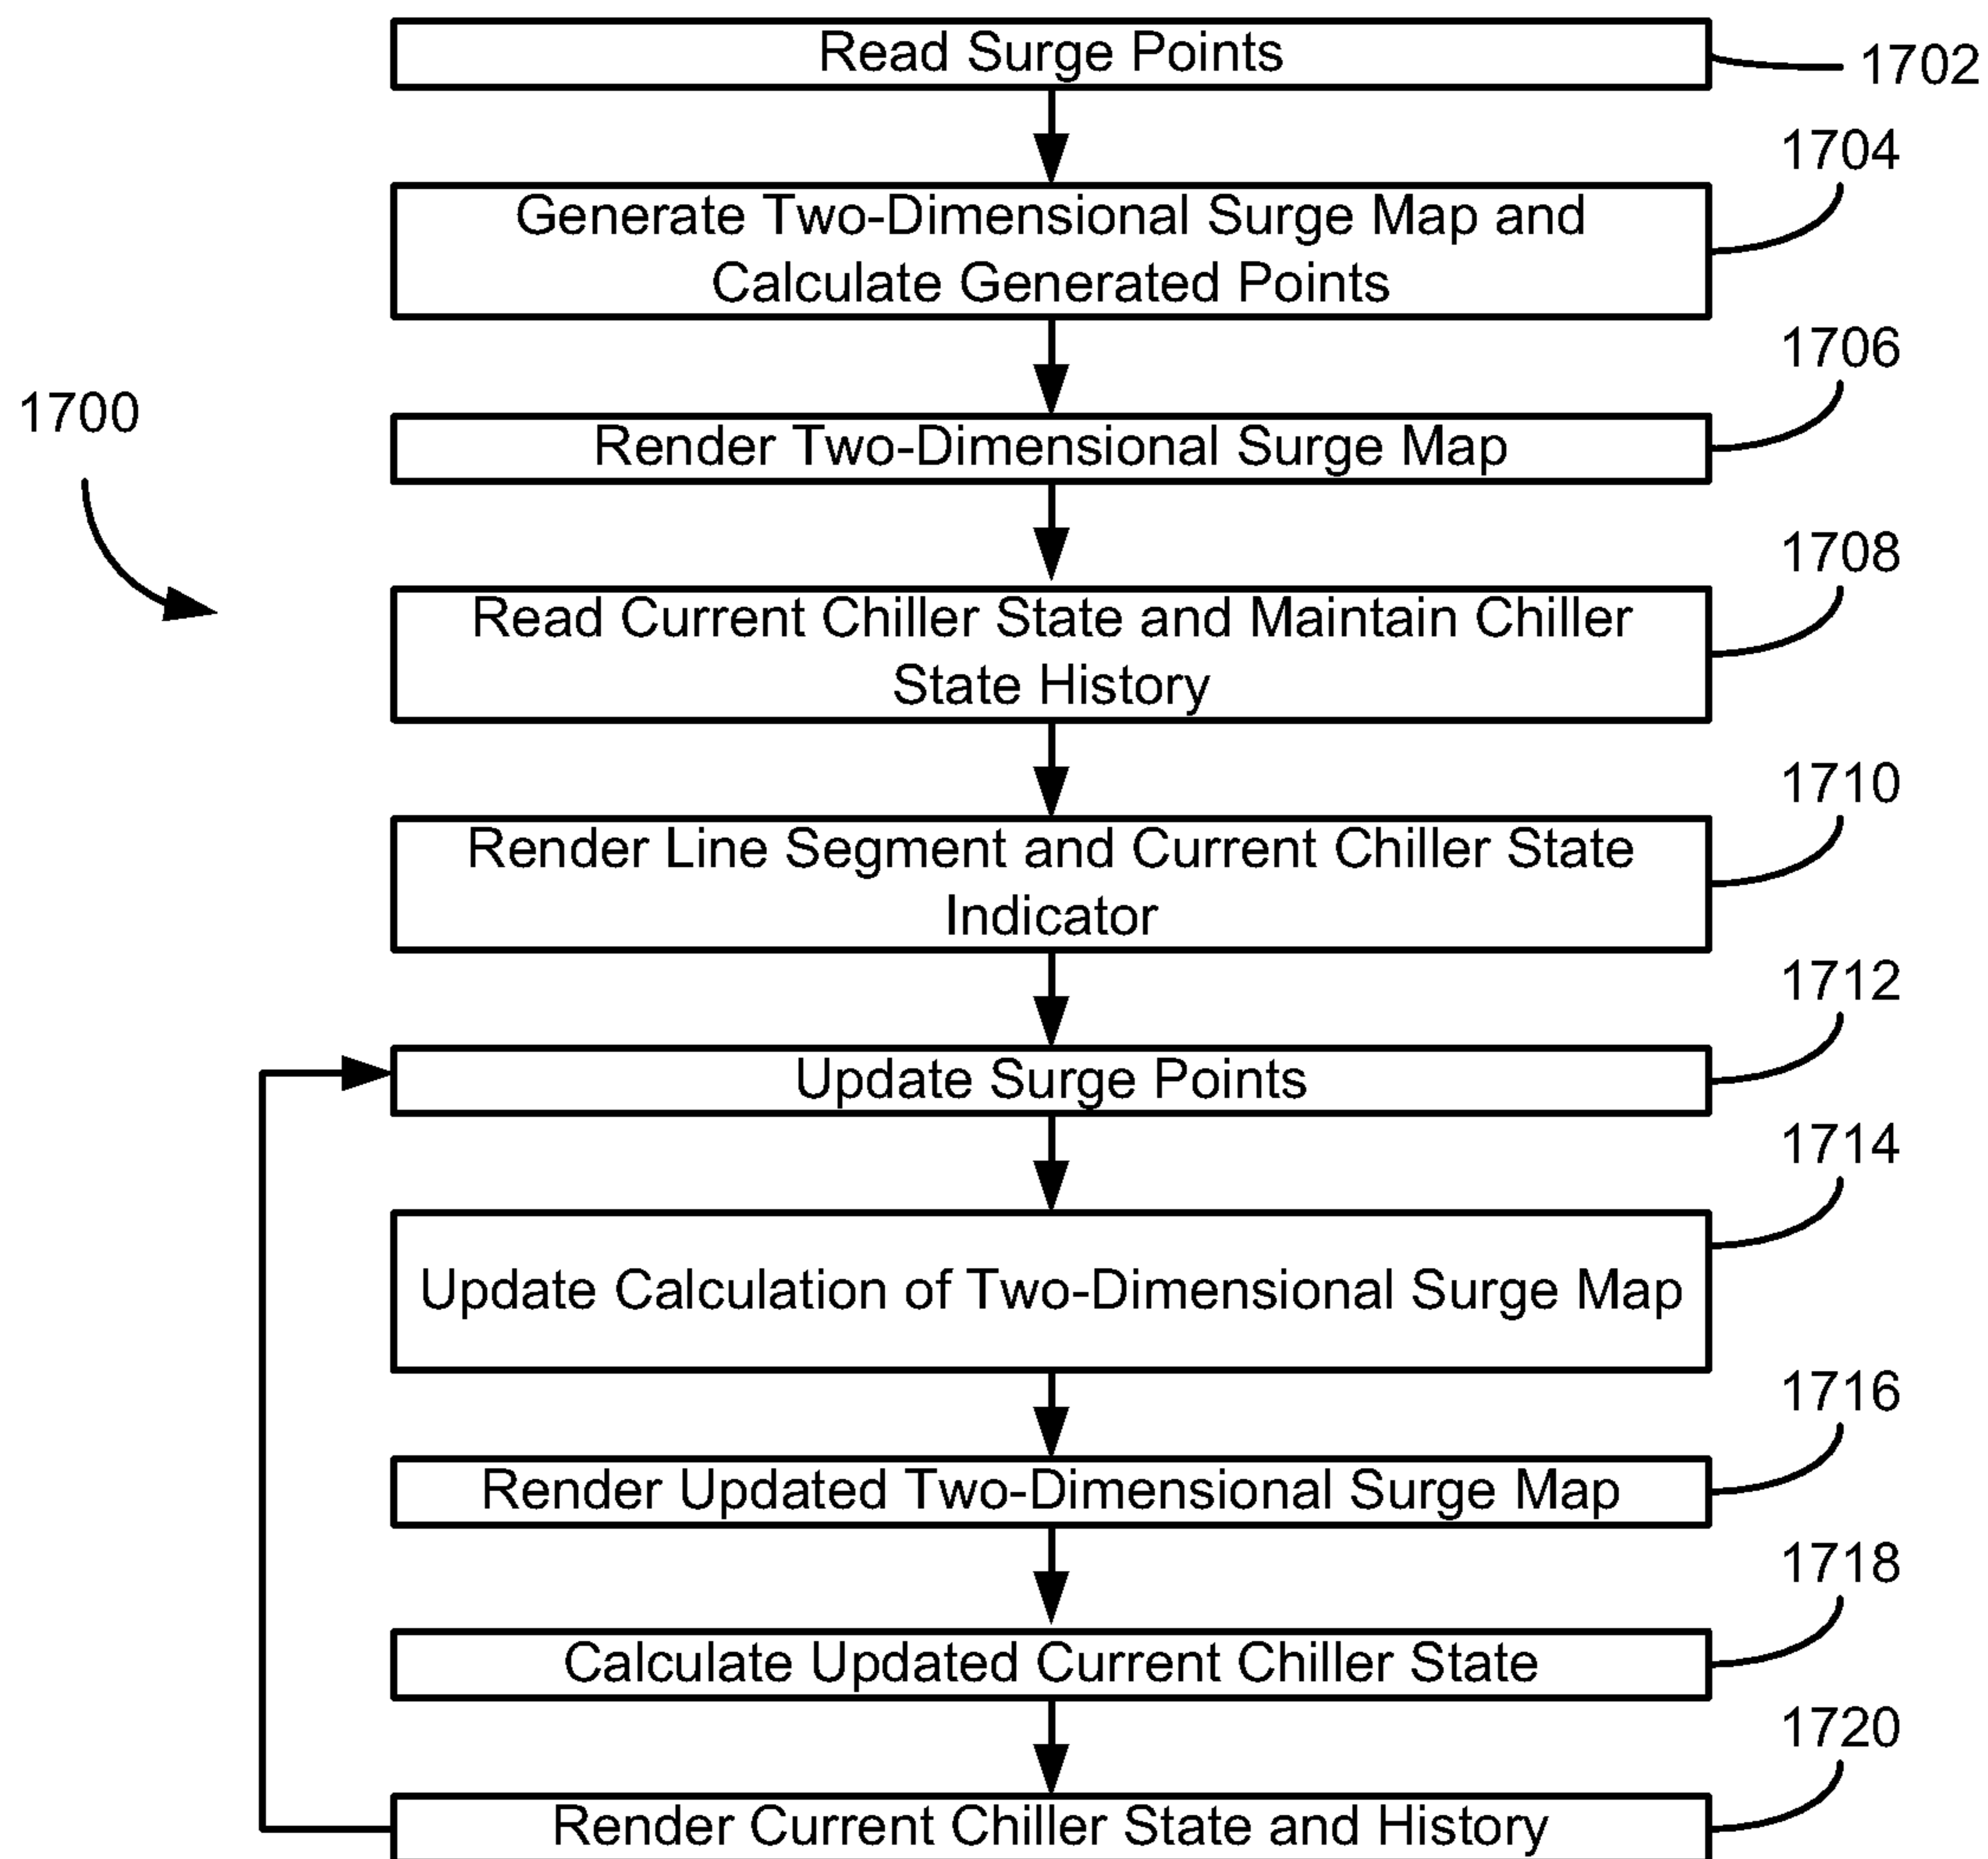 Read Surge Points
1702
1704
Generate Two-Dimensional Surge Map and
Calculate Generated Points
1706
1700
Render Two-Dimensional Surge Map
1708
Read Current Chiller State and Maintain Chiller
State History
1710
Render Line Segment and Current Chiller State
Indicator
1712
Update Surge Points
1714
Update Calculation of Two-Dimensional Surge Map
1716
Render Updated Two-Dimensional Surge Map
1718
Calculate Updated Current Chiller State
1720
Render Current Chiller State and History